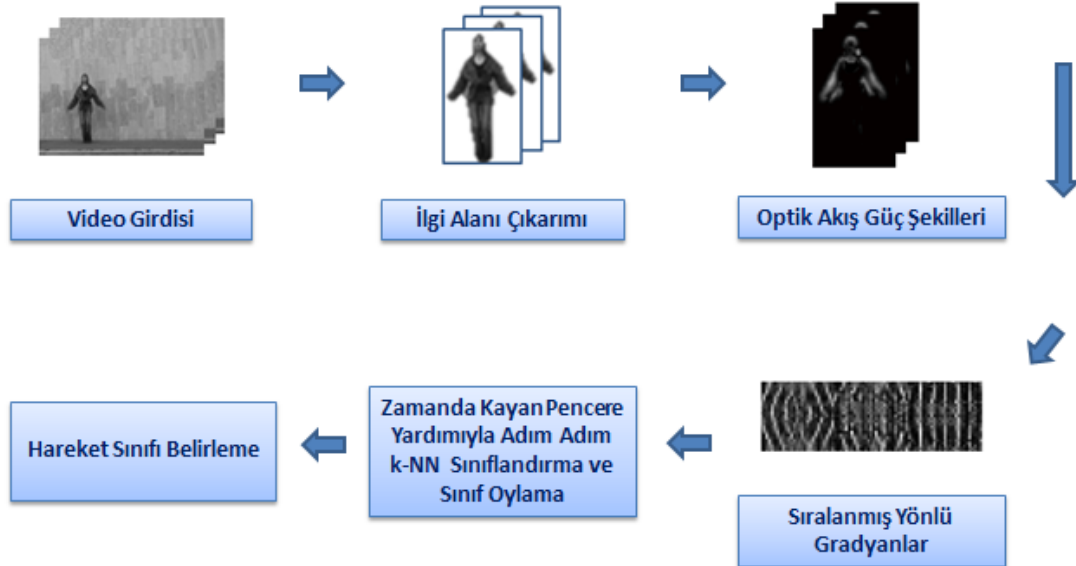 Video Girdisi
İlgi Alanı Çıkarımı
Optik Akış Güç Şekilleri
Sıralanmış Yönlü
Gradyanlar
Zamanda Kayan Pencere
Yardımıyla Adım Adım
k-NN Sınıflandırma ve
Sınıf Oylama
Hareket Sınıfı Belirleme